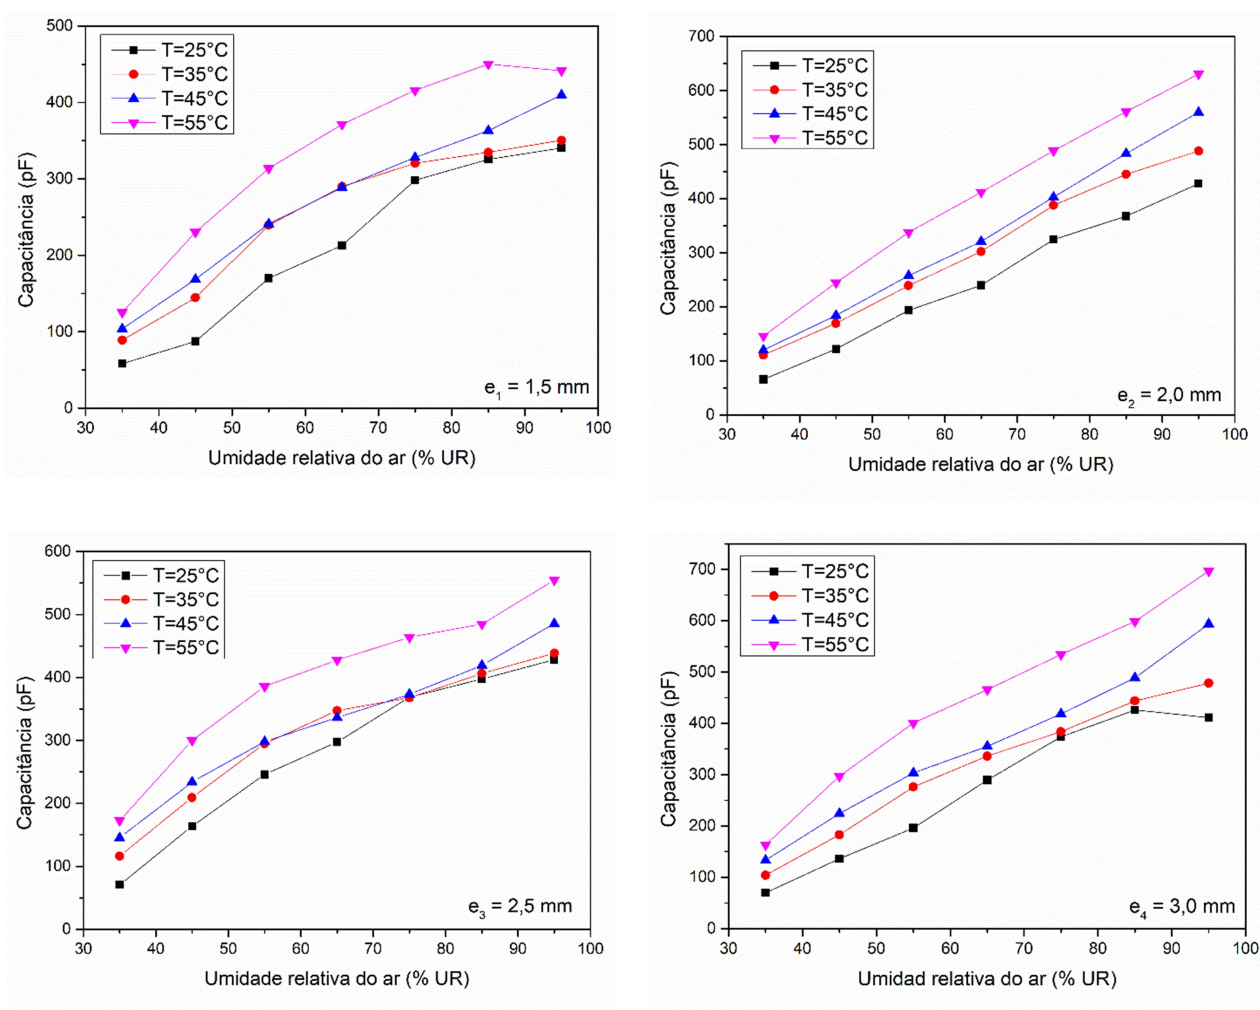 500
400
300
200
100
0
Capacitância (pF)
T=25°C
T=35°C
T=45°C
T=55°C
e1 = 1,5 mm
30 40 50 60 70 80 90 100
Umidade relativa do ar (% UR)
700
600
500
400
300
200
100
0
Capacitância (pF)
T=25°C
T=35°C
T=45°C
T=55°C
e2 = 2,0 mm
30 40 50 60 70 80 90 100
Umidade relativa do ar (% UR)
600
500
400
300
200
100
0
Capacitância (pF)
T=25°C
T=35°C
T=45°C
T=55°C
e3 = 2,5 mm
30 40 50 60 70 80 90 100
Umidade relativa do ar (% UR)
700
600
500
400
300
200
100
0
Capacitância (pF)
T=25°C
T=35°C
T=45°C
T=55°C
e4 = 3,0 mm
30 40 50 60 70 80 90 100
Umidad relativa do ar (% UR)